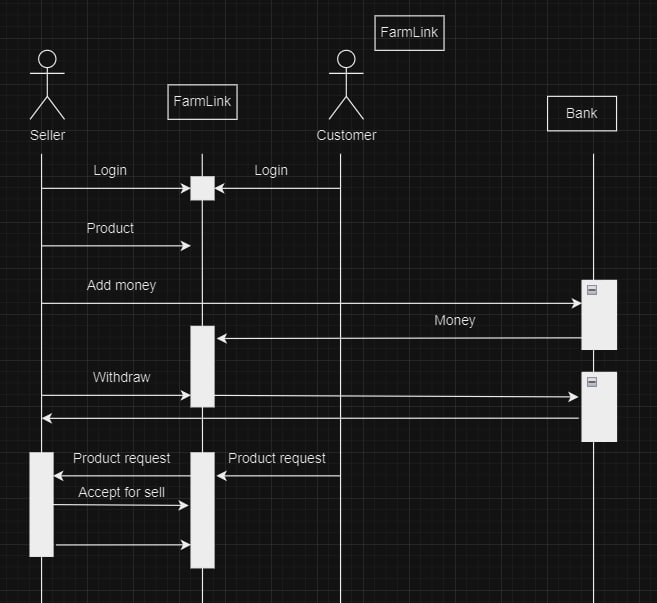 FarmLink
FarmLink
Bank
Seller
Customer
Login
Login
Product
Add money
Money
Withdraw
Product request
Product request
Accept for sell